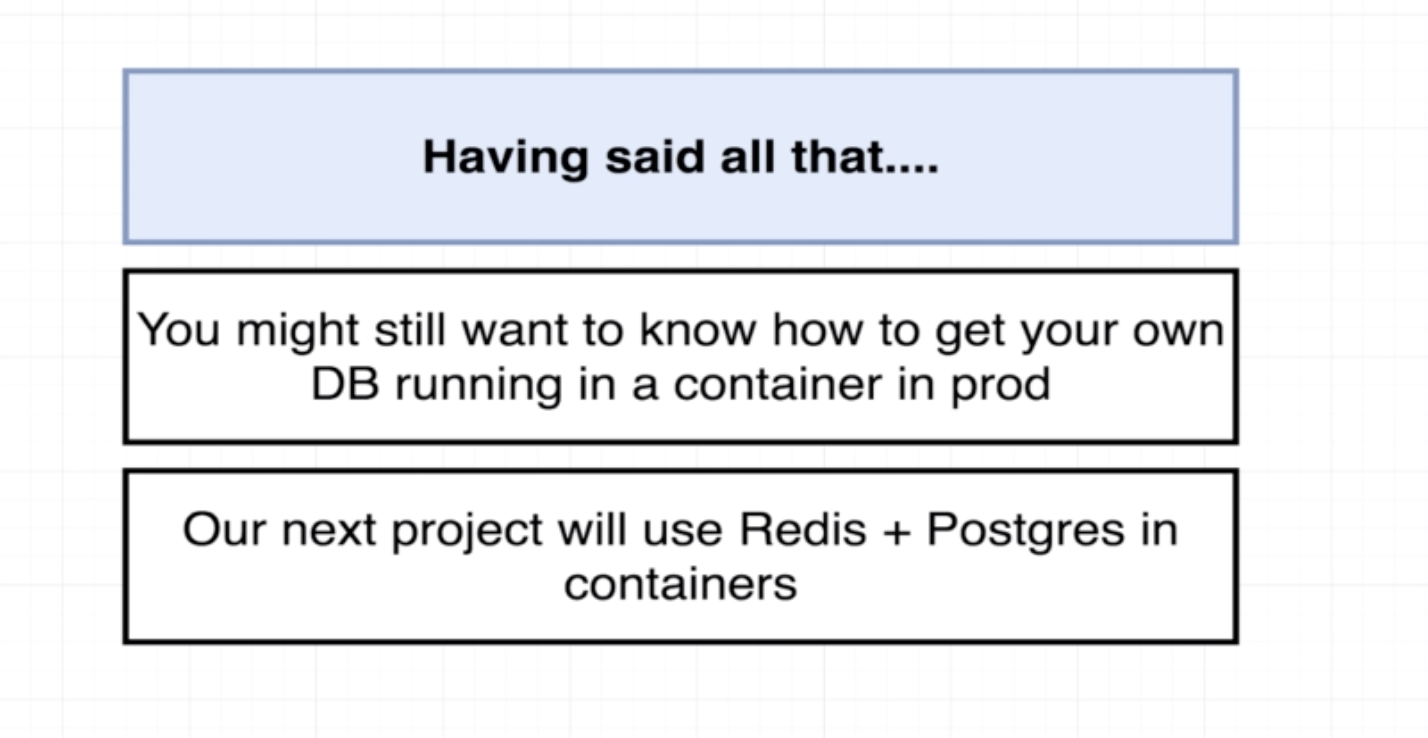 Having said all that....
You might still want to know how to get your own
DB running in a container in prod
Our next project will use Redis + Postgres in
containers